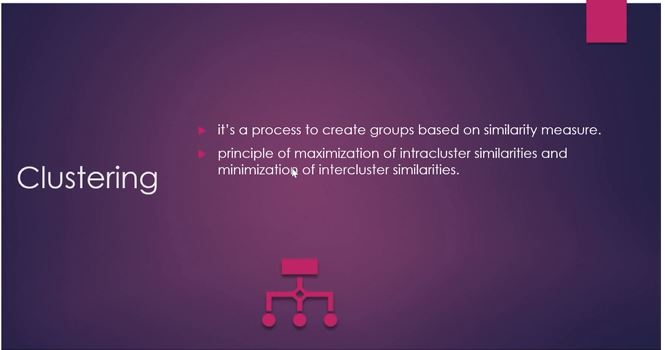 Clustering
it's a process to create groups based on similarity measure.
principle of maximization of intracluster similarities and
minimization of intercluster similarities.